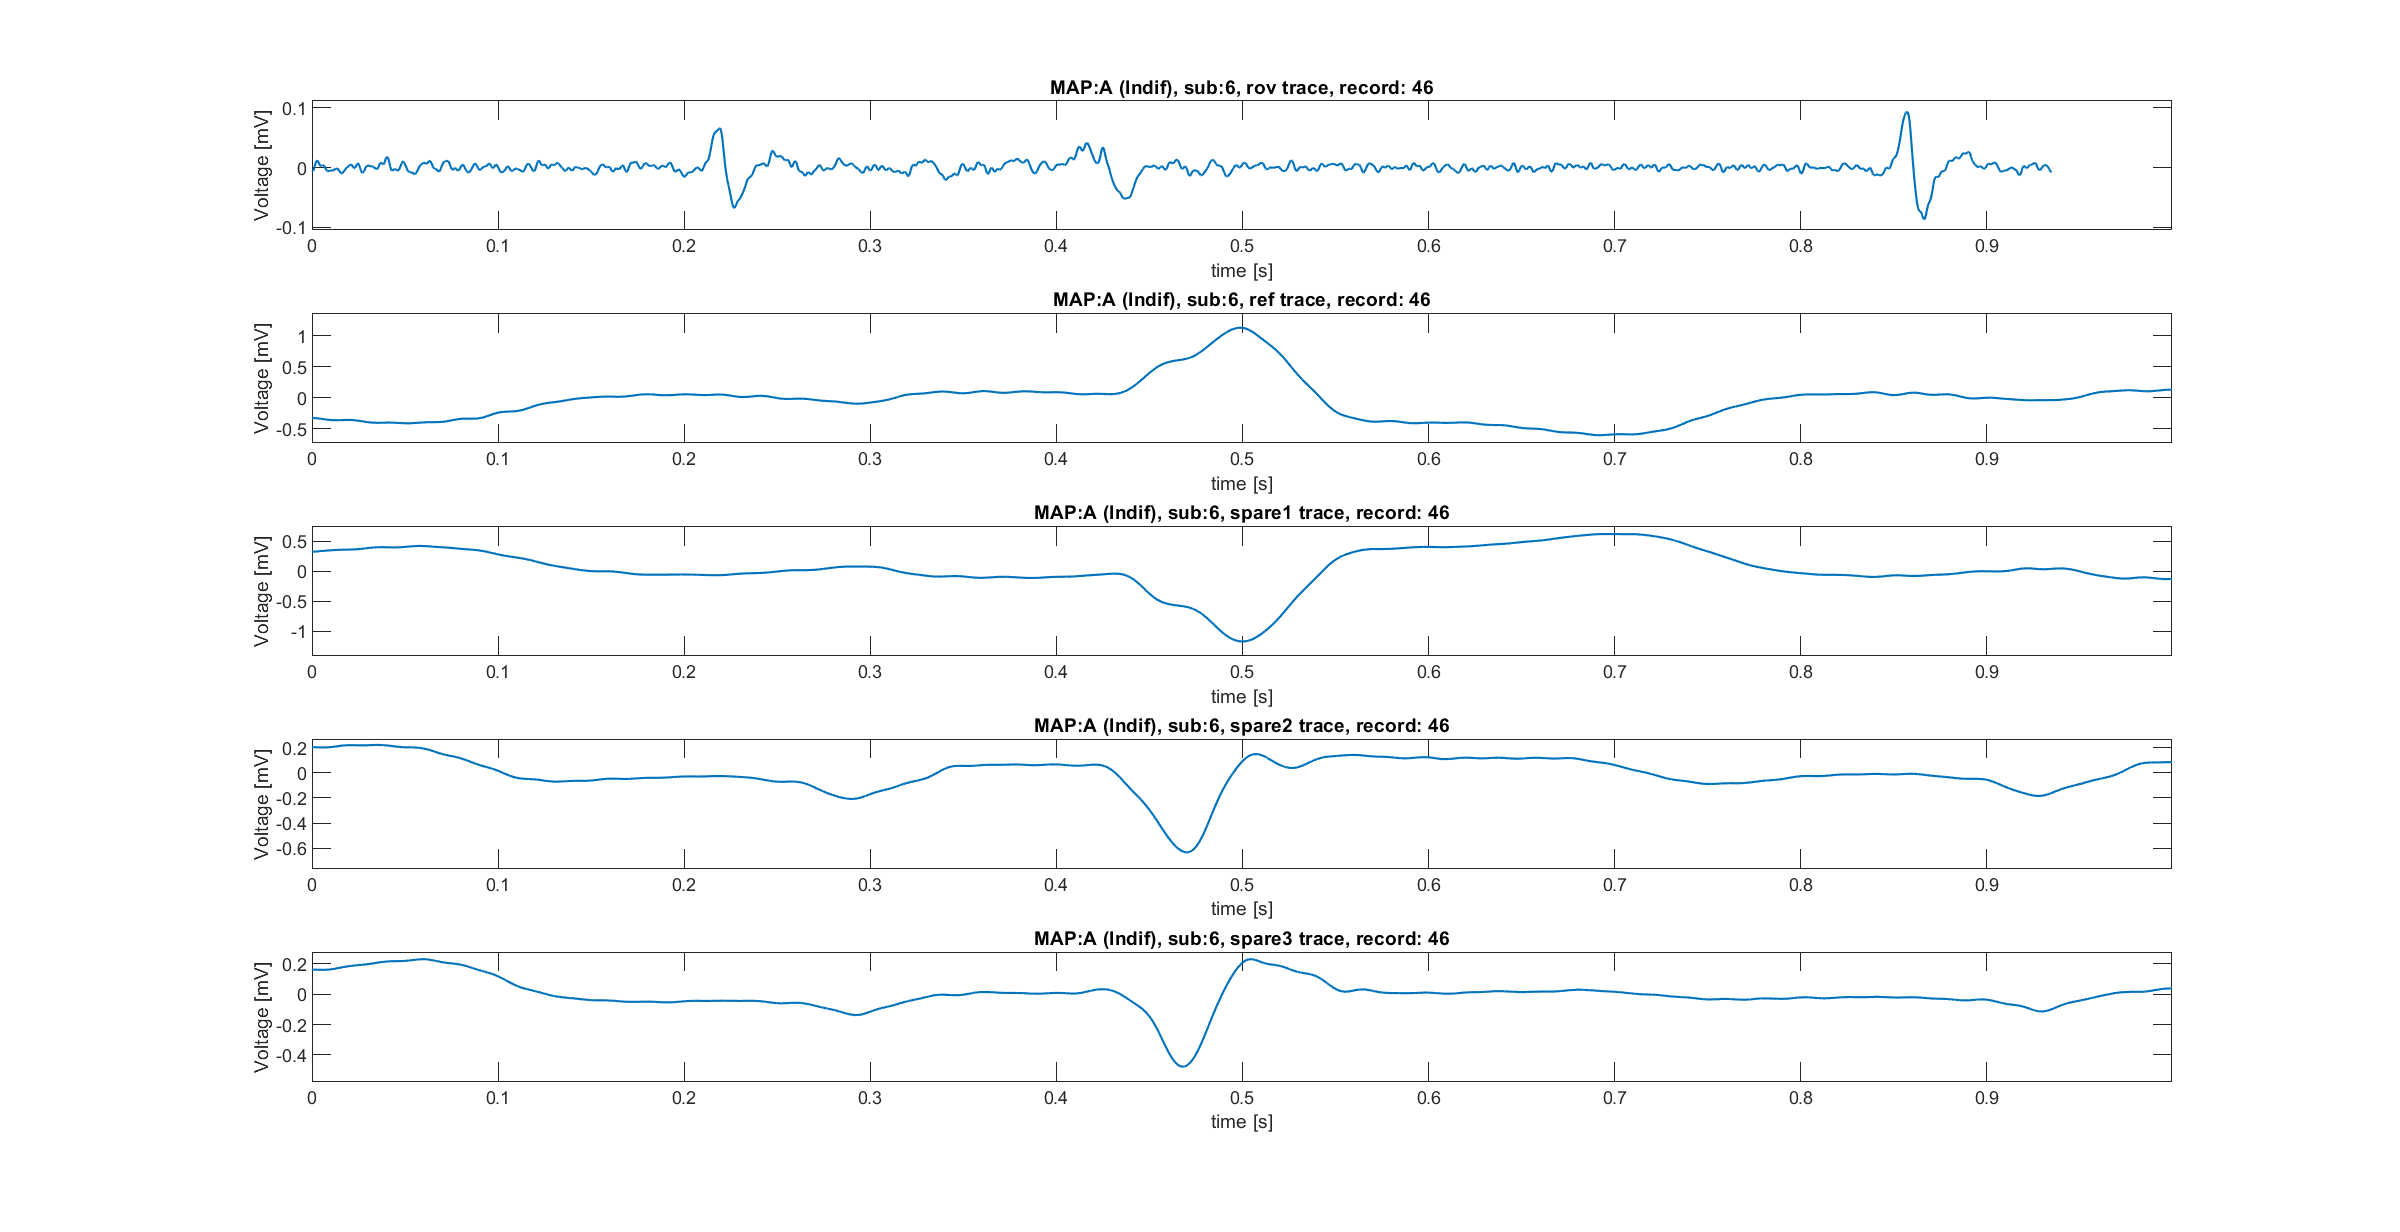 MAP:A (Indif), sub:6, rov trace, record: 46
Voltage [mV]
0.1
0
-0.1
0 0.1 0.2 0.3 0.4 0.5 0.6 0.7 0.8 0.9
time [s]
MAP:A (Indif), sub:6, ref trace, record: 46
Voltage [mV]
1
0.5
0
-0.5
0 0.1 0.2 0.3 0.4 0.5 0.6 0.7 0.8 0.9
time [s]
MAP:A (Indif), sub:6, spare1 trace, record: 46
Voltage [mV]
0.5
0
-0.5
-1
0 0.1 0.2 0.3 0.4 0.5 0.6 0.7 0.8 0.9
time [s]
MAP:A (Indif), sub:6, spare2 trace, record: 46
Voltage [mV]
0.2
0
-0.2
-0.4
-0.6
0 0.1 0.2 0.3 0.4 0.5 0.6 0.7 0.8 0.9
time [s]
MAP:A (Indif), sub:6, spare3 trace, record: 46
Voltage [mV]
0.2
0
-0.2
-0.4
0 0.1 0.2 0.3 0.4 0.5 0.6 0.7 0.8 0.9
time [s]